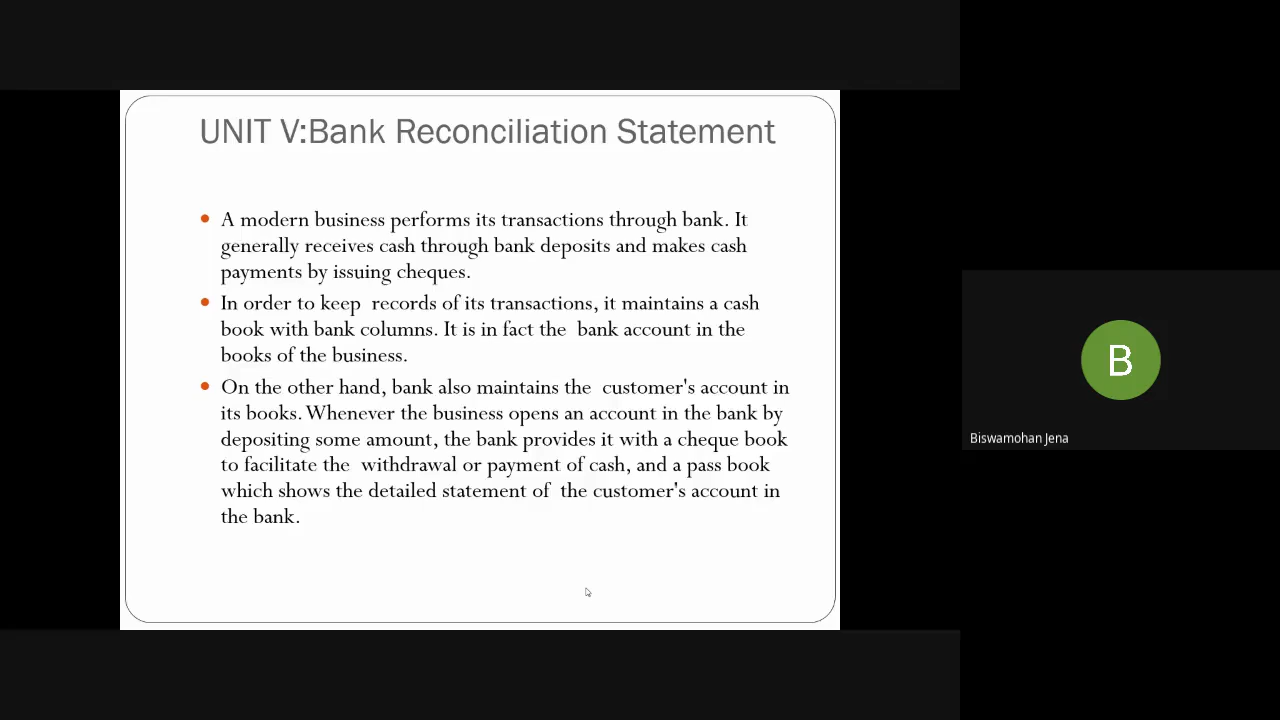 UNIT V:Bank Reconciliation Statement
A modern business performs its transactions through bank. It
generally receives cash through bank deposits and makes cash
payments by issuing cheques.
In order to keep records of its transactions, it maintains a cash
book with bank columns. It is in fact the bank account in the
books of the business.
On the other hand, bank also maintains the customer's account in
its books. Whenever the business opens an account in the bank by
depositing some amount, the bank provides it with a cheque book
to facilitate the withdrawal or payment of cash, and a pass book
which shows the detailed statement of the customer's account in
the bank.
B
Biswamohan Jena